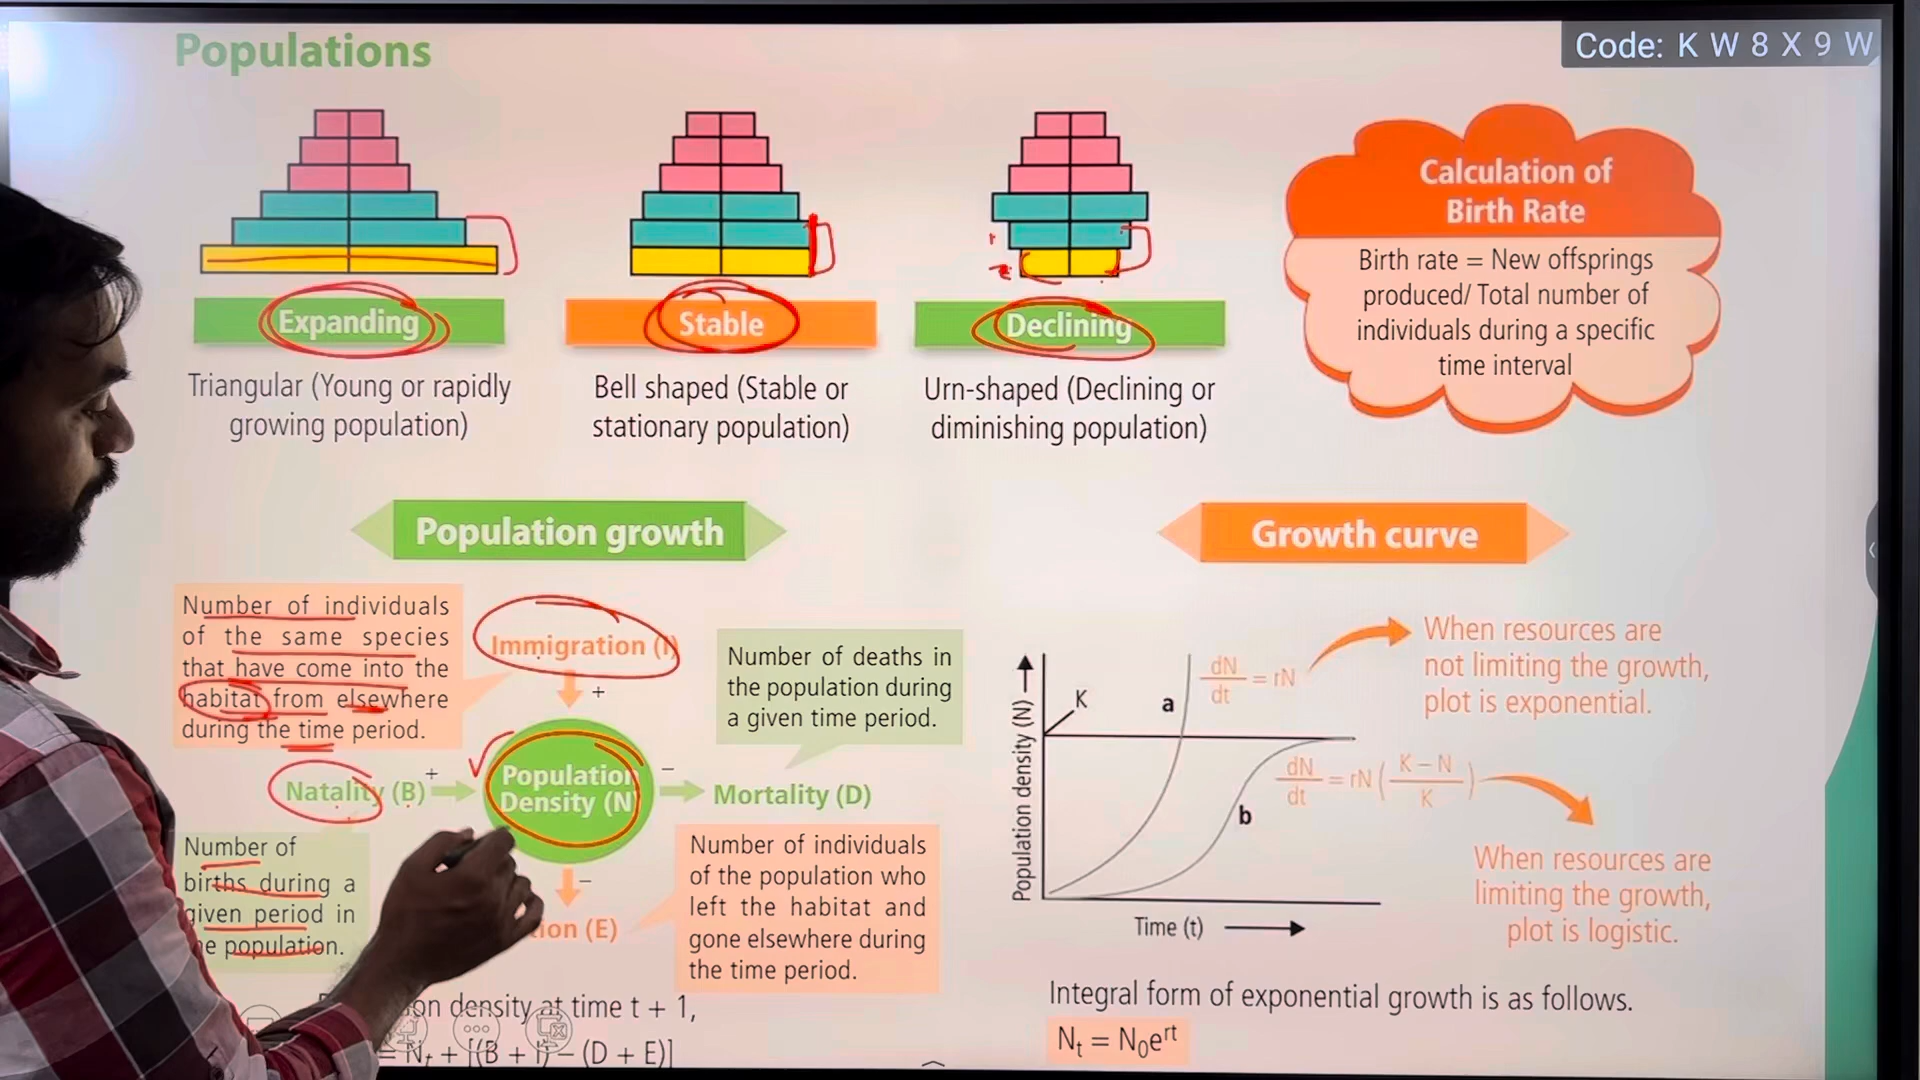 Populations
Code: K W 8 X 9 W
Expanding
Triangular (Young or rapidly
growing population)
Stable
Bell shaped (Stable or
stationary population)
Declining
Urn-shaped (Declining or
diminishing population)
Calculation of
Birth Rate
Birth rate = New offsprings
produced/ Total number of
individuals during a specific
time interval
Population growth
Number of individuals
of the same species
that have come into the
habitat from elsewhere
during the time period.
Immigration (I)
+
Number of deaths in
the population during
a given time period.
Natality (B)
+
Population
Density (N)
−
Mortality (D)
Number of
births during a
given period in
population.
−
(E)
Number of individuals
of the population who
left the habitat and
gone elsewhere during
the time period.
density at time t + 1,
= Nt + [(B + I) − (D + E)]
Growth curve
Population density (N)
K
a
dN/dt = rN
When resources are
not limiting the growth,
plot is exponential.
b
dN/dt = rN (K − N/K)
When resources are
limiting the growth,
plot is logistic.
Time (t)
Integral form of exponential growth is as follows.
Nt = N0ert